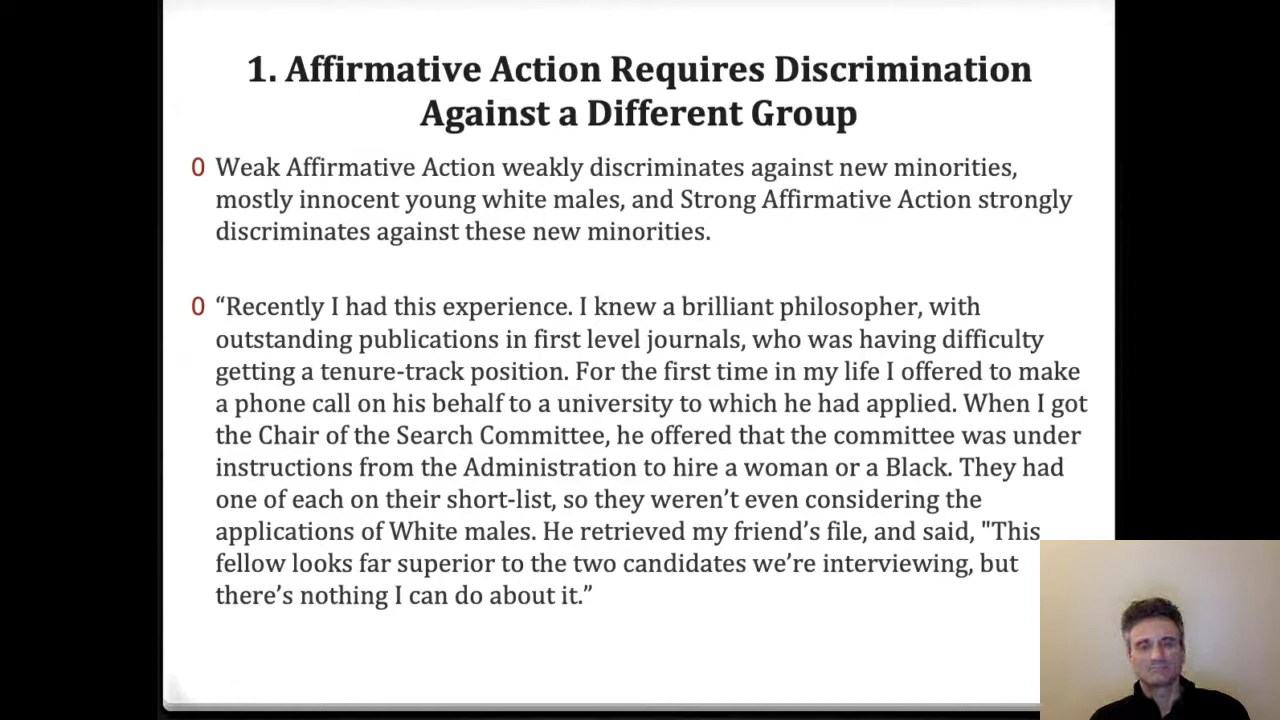 1. Affirmative Action Requires Discrimination
Against a Different Group
0 Weak Affirmative Action weakly discriminates against new minorities,
mostly innocent young white males, and Strong Affirmative Action strongly
discriminates against these new minorities.
0 “Recently I had this experience. I knew a brilliant philosopher, with
outstanding publications in first level journals, who was having difficulty
getting a tenure-track position. For the first time in my life I offered to make
a phone call on his behalf to a university to which he had applied. When I got
the Chair of the Search Committee, he offered that the committee was under
instructions from the Administration to hire a woman or a Black. They had
one of each on their short-list, so they weren’t even considering the
applications of White males. He retrieved my friend’s file, and said, "This
fellow looks far superior to the two candidates we’re interviewing, but
there’s nothing I can do about it.”